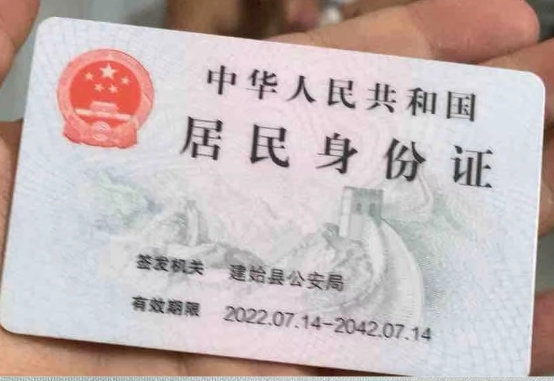 中华人民共和国
居民身份证
签发机关 建始县公安局
有效期限 2022.07.14-2042.07.14